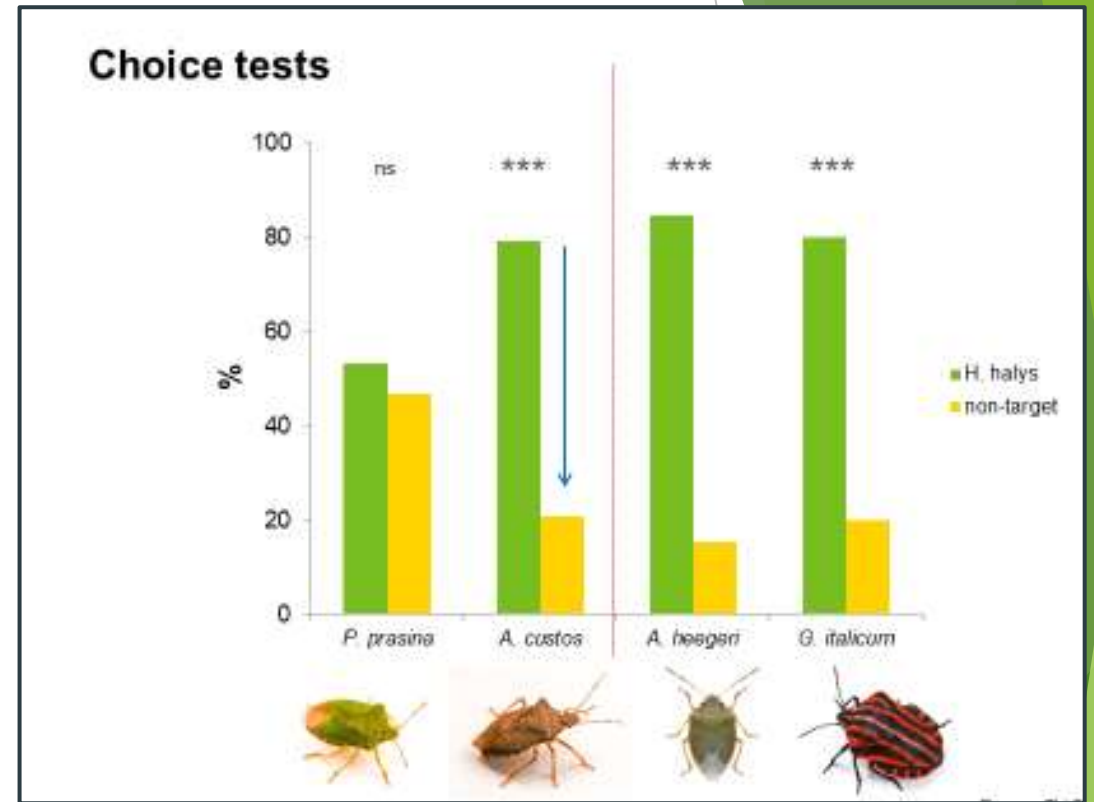 Choice tests
100
80
60
40
20
0
%
ns
***
***
***
H. halys
non-target
P. prasina
A. custos
A. heegeri
G. italicum